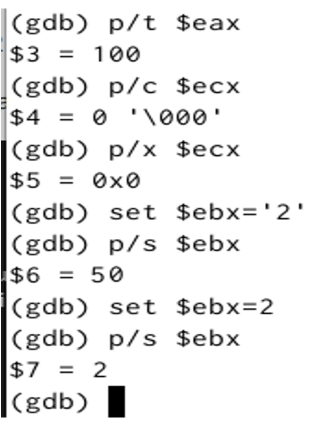 (gdb) p/t $eax
$3 = 100
(gdb) p/c $ecx
$4 = 0 '\000'
(gdb) p/x $ecx
$5 = 0x0
(gdb) set $ebx='2'
(gdb) p/s $ebx
$6 = 50
(gdb) set $ebx=2
(gdb) p/s $ebx
$7 = 2
(gdb)